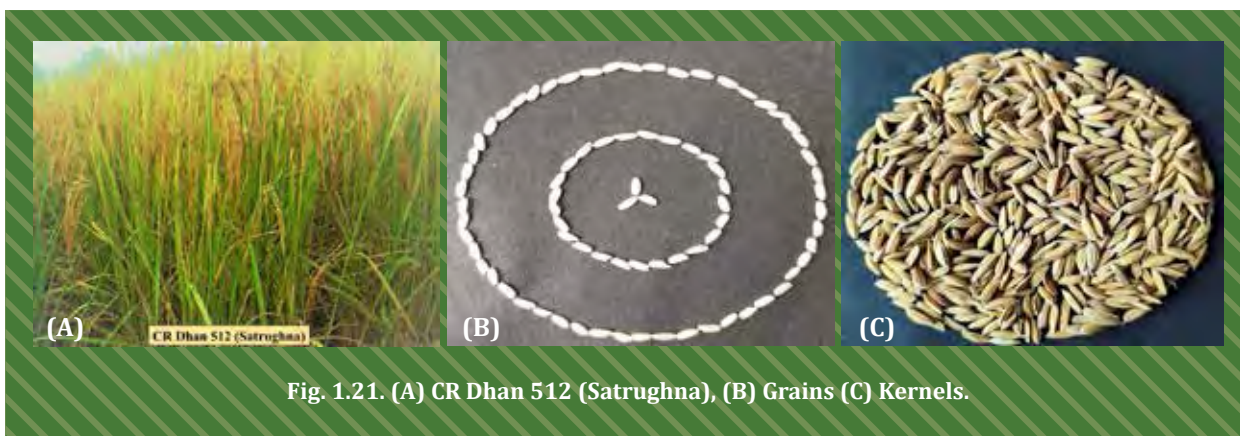 (A)
CR Dhan 512 (Satrughna)
(B)
(C)
Fig. 1.21. (A) CR Dhan 512 (Satrughna), (B) Grains (C) Kernels.